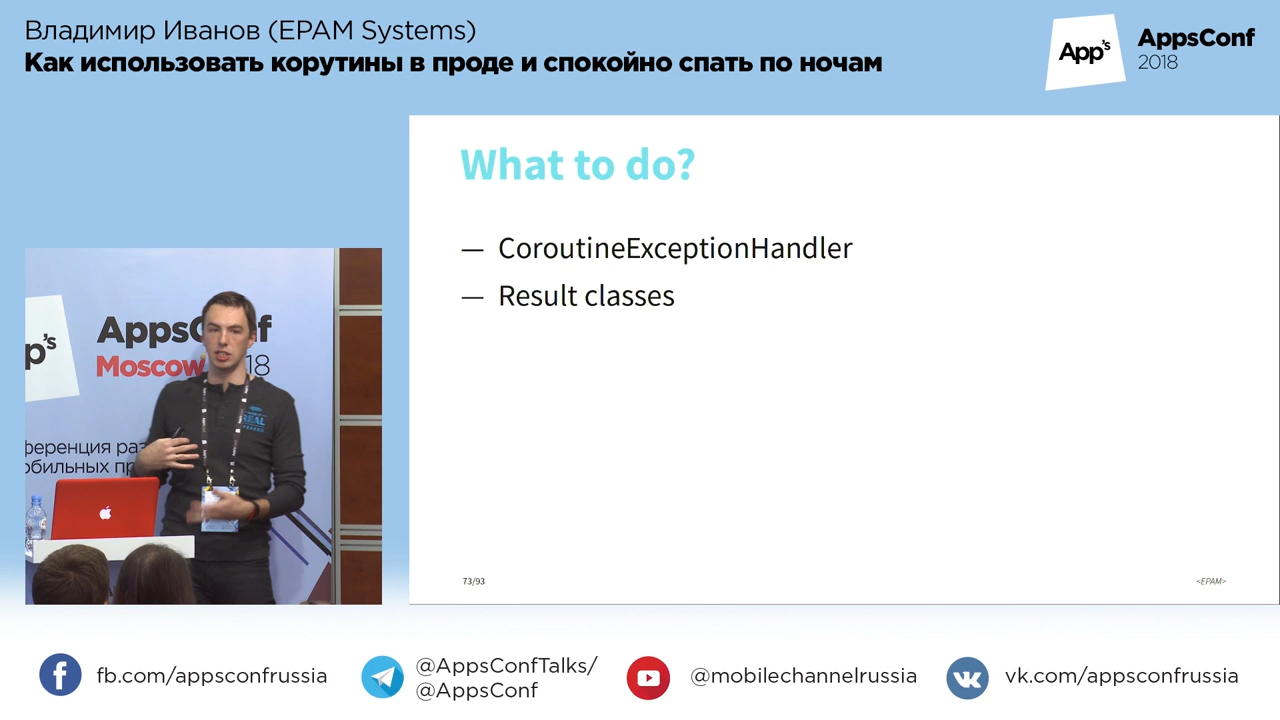 Владимир Иванов (EPAM Systems)
Как использовать корутины в проде и спокойно спать по ночам
App's
AppsConf
2018
What to do?
— CoroutineExceptionHandler
— Result classes
73/93
<EPAM>
p's
AppsConf
Moscow 18
ференция раз
обильных пр
REAL
fb.com/appsconfrussia
@AppsConfTalks/
@AppsConf
@mobilechannelrussia
vk.com/appsconfrussia